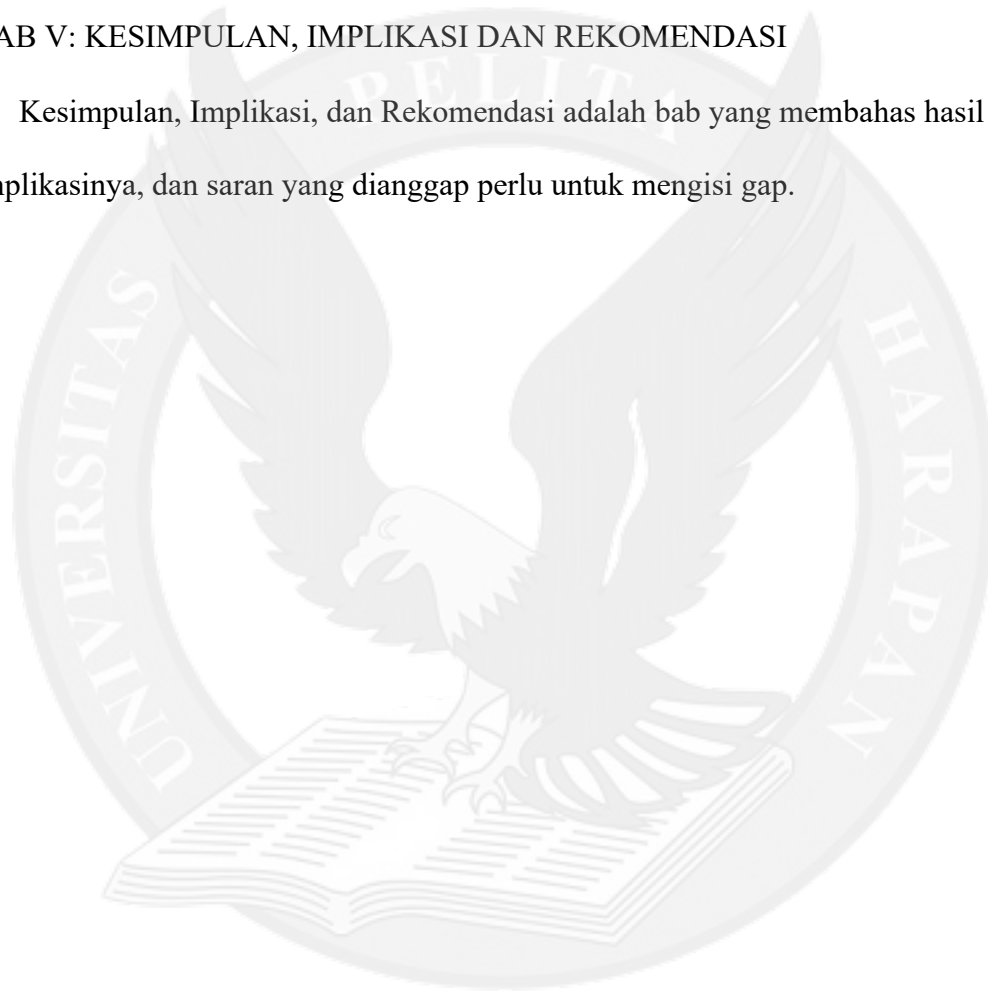 AB V: KESIMPULAN, IMPLIKASI DAN REKOMENDASI
Kesimpulan, Implikasi, dan Rekomendasi adalah bab yang membahas hasil
nplikasinya, dan saran yang dianggap perlu untuk mengisi gap.
UNIVERSITAS PELITA HARAPAN